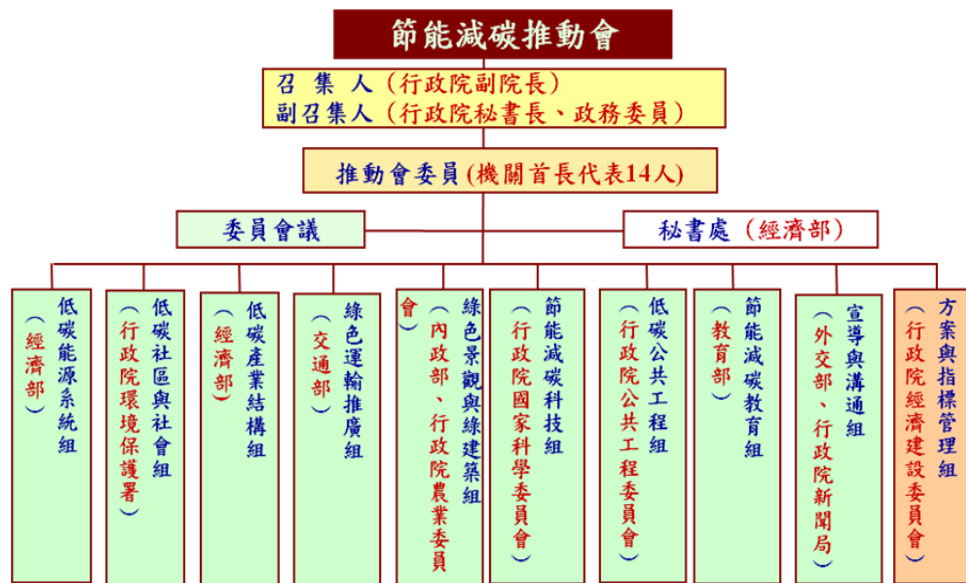 節能減碳推動會
召集人（行政院副院長）
副召集人（行政院秘書長、政務委員）
推動會委員(機關首長代表14人)
委員會議
秘書處（經濟部）
低碳能源系統組
（經濟部）
低碳社區與社會組
（行政院環境保護署）
低碳產業結構組
（經濟部）
綠色運輸推廣組
（交通部）
綠色景觀與綠建築組
（內政部、行政院農業委員
會）
節能減碳科技組
（行政院國家科學委員會）
低碳公共工程組
（行政院公共工程委員會）
節能減碳教育組
（教育部）
宣導與溝通組
（外交部、行政院新聞局）
方案與指標管理組
（行政院經濟建設委員會）